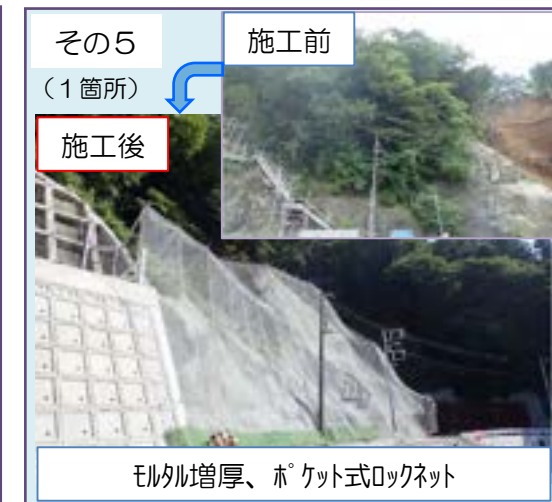 その5
（1箇所）
施工前
施工後
ﾓﾙﾀﾙ増厚、ﾎﾟｹｯﾄ式ﾛｯｸﾈｯﾄ